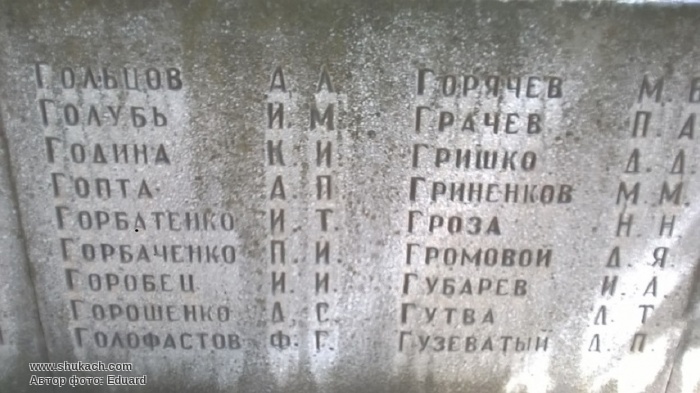 Гольцов А. А.
Голубь И. М.
Година К. И.
Гопта А. П.
Горбатенко И. Т.
Горбаченко П. И.
Горобец И. И.
Горошенко Д. С.
Голофастов Ф. Г.
Горячев М. В
Грачев П. А
Гришко Д. Д.
Гриненков М. М.
Гроза Н. Н.
Громовой Д. Я.
Губарев И. А.
Гутва Л. Т.
Гузеватый Д. П.
www.shukach.com
Автор фото: Eduard